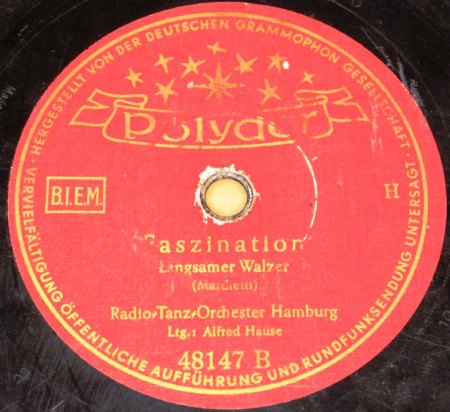 · HERGESTELLT VON DER DEUTSCHEN GRAMMOPHON GESELLSCHAFT · VERVIELFÄLTIGUNG ÖFFENTLICHE AUFFÜHRUNG UND RUNDFUNKSENDUNG UNTERSAGT
Polydor
B.I.E.M.
H
"Faszination"
Langsamer Walzer
(Marchetti)
Radio-Tanz-Orchester Hamburg
Ltg.: Alfred Hause
48147 B